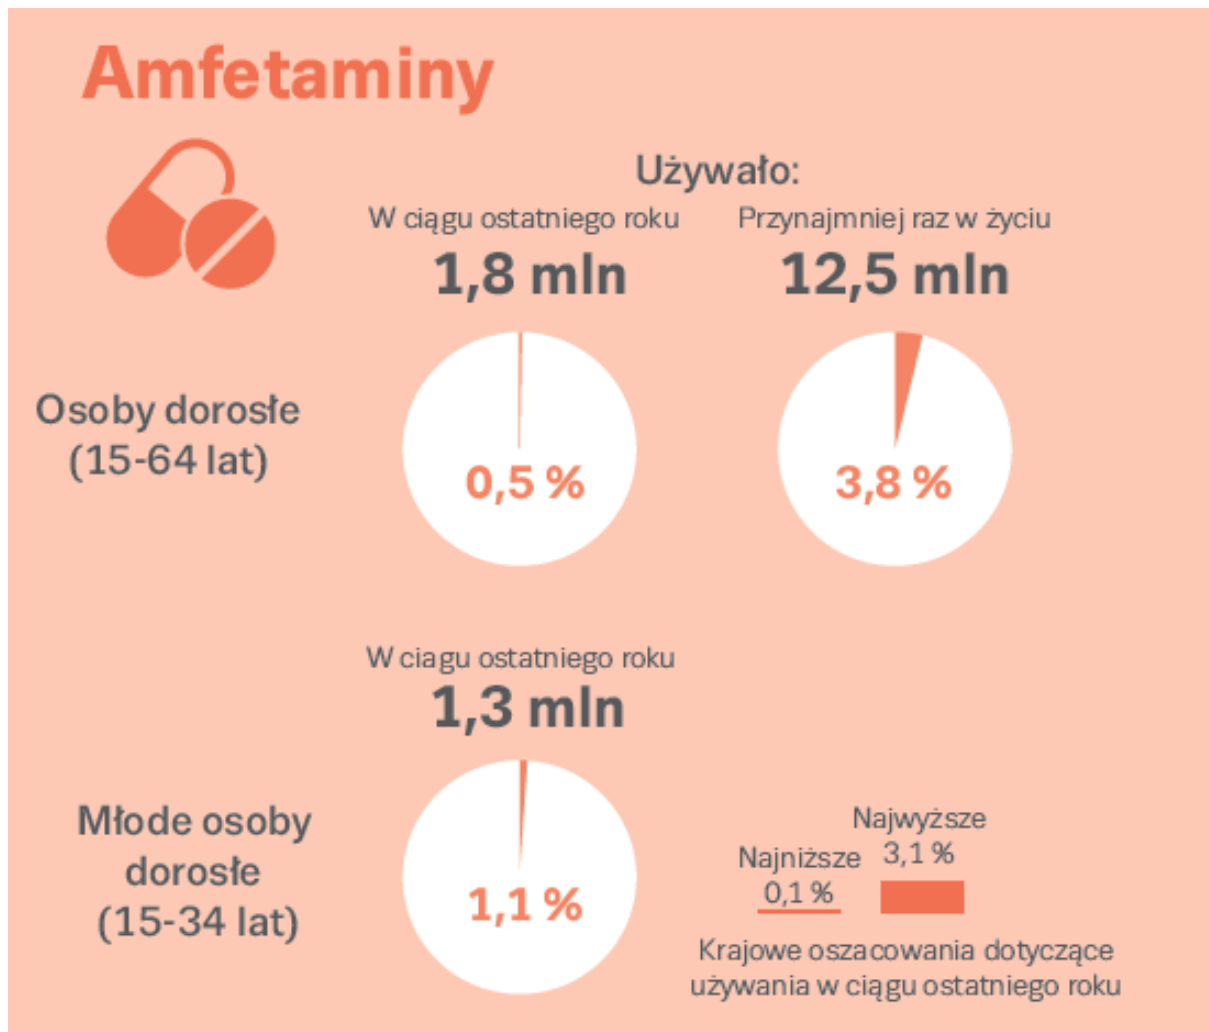 Amfetaminy
Używało:
W ciągu ostatniego roku
1,8 mln
Przynajmniej raz w życiu
12,5 mln
Osoby dorosłe
(15-64 lat)
0,5 %
3,8 %
W ciagu ostatniego roku
1,3 mln
Młode osoby
dorosłe
(15-34 lat)
1,1 %
Najniższe
0,1 %
Najwyższe
3,1 %
Krajowe oszacowania dotyczące
używania w ciągu ostatniego roku